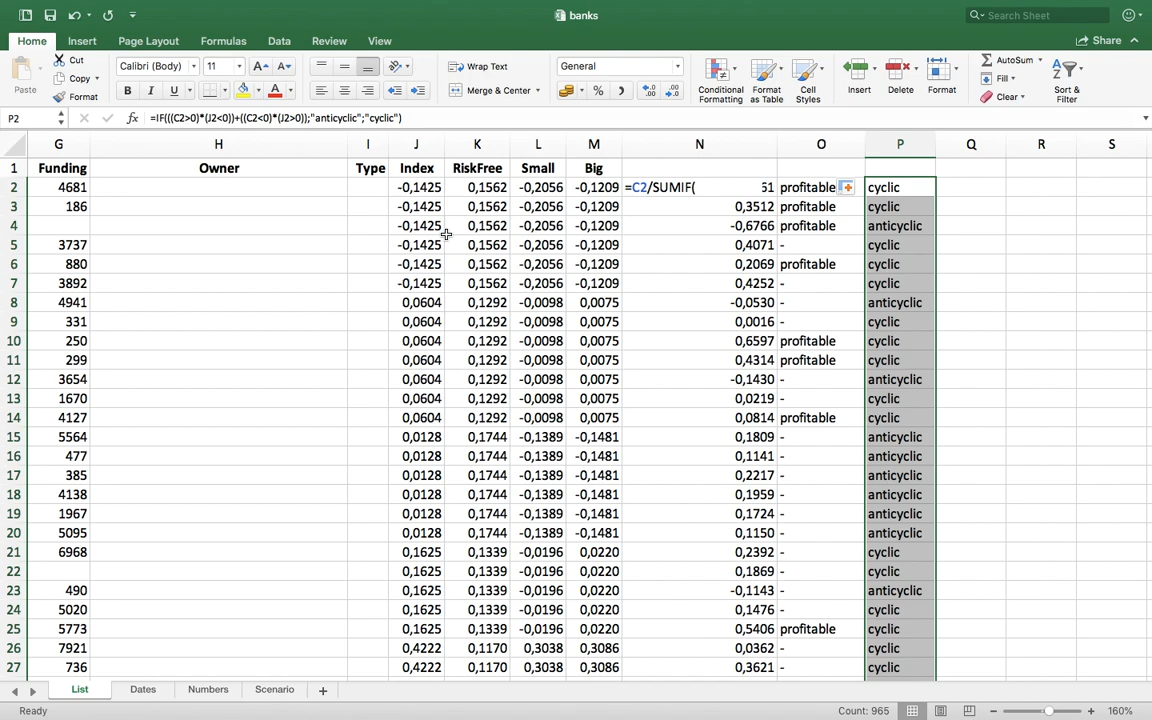 banks
Search Sheet
Home Insert Page Layout Formulas Data Review View Share
Paste Cut Copy Format Calibri (Body) 11 Wrap Text Merge & Center General Conditional Formatting Format as Table Cell Styles Insert Delete Format AutoSum Fill Clear Sort & Filter
P2 fx =IF(((C2>0)*(J2<0))+((C2<0)*(J2>0));"anticyclic";"cyclic")
G H I J K L M N O P Q R S
1 Funding Owner Type Index RiskFree Small Big
2 4681 -0,1425 0,1562 -0,2056 -0,1209 =C2/SUMIF( 51 profitable cyclic
3 186 -0,1425 0,1562 -0,2056 -0,1209 0,3512 profitable cyclic
4 -0,1425 0,1562 -0,2056 -0,1209 -0,6766 profitable anticyclic
5 3737 -0,1425 0,1562 -0,2056 -0,1209 0,4071 - cyclic
6 880 -0,1425 0,1562 -0,2056 -0,1209 0,2069 profitable cyclic
7 3892 -0,1425 0,1562 -0,2056 -0,1209 0,4252 - cyclic
8 4941 0,0604 0,1292 -0,0098 0,0075 -0,0530 - anticyclic
9 331 0,0604 0,1292 -0,0098 0,0075 0,0016 - cyclic
10 250 0,0604 0,1292 -0,0098 0,0075 0,6597 profitable cyclic
11 299 0,0604 0,1292 -0,0098 0,0075 0,4314 profitable cyclic
12 3654 0,0604 0,1292 -0,0098 0,0075 -0,1430 - anticyclic
13 1670 0,0604 0,1292 -0,0098 0,0075 0,0219 - cyclic
14 4127 0,0604 0,1292 -0,0098 0,0075 0,0814 profitable cyclic
15 5564 0,0128 0,1744 -0,1389 -0,1481 0,1809 - anticyclic
16 477 0,0128 0,1744 -0,1389 -0,1481 0,1141 - anticyclic
17 385 0,0128 0,1744 -0,1389 -0,1481 0,2217 - anticyclic
18 4138 0,0128 0,1744 -0,1389 -0,1481 0,1959 - anticyclic
19 1967 0,0128 0,1744 -0,1389 -0,1481 0,1724 - anticyclic
20 5095 0,0128 0,1744 -0,1389 -0,1481 0,1150 - anticyclic
21 6968 0,1625 0,1339 -0,0196 0,0220 0,2392 - cyclic
22 0,1625 0,1339 -0,0196 0,0220 0,1869 - cyclic
23 490 0,1625 0,1339 -0,0196 0,0220 -0,1143 - anticyclic
24 5020 0,1625 0,1339 -0,0196 0,0220 0,1476 - cyclic
25 5773 0,1625 0,1339 -0,0196 0,0220 0,5406 profitable cyclic
26 7921 0,4222 0,1170 0,3038 0,3086 0,0362 - cyclic
27 736 0,4222 0,1170 0,3038 0,3086 0,3621 - cyclic
List Dates Numbers Scenario
Ready Count: 965 160%